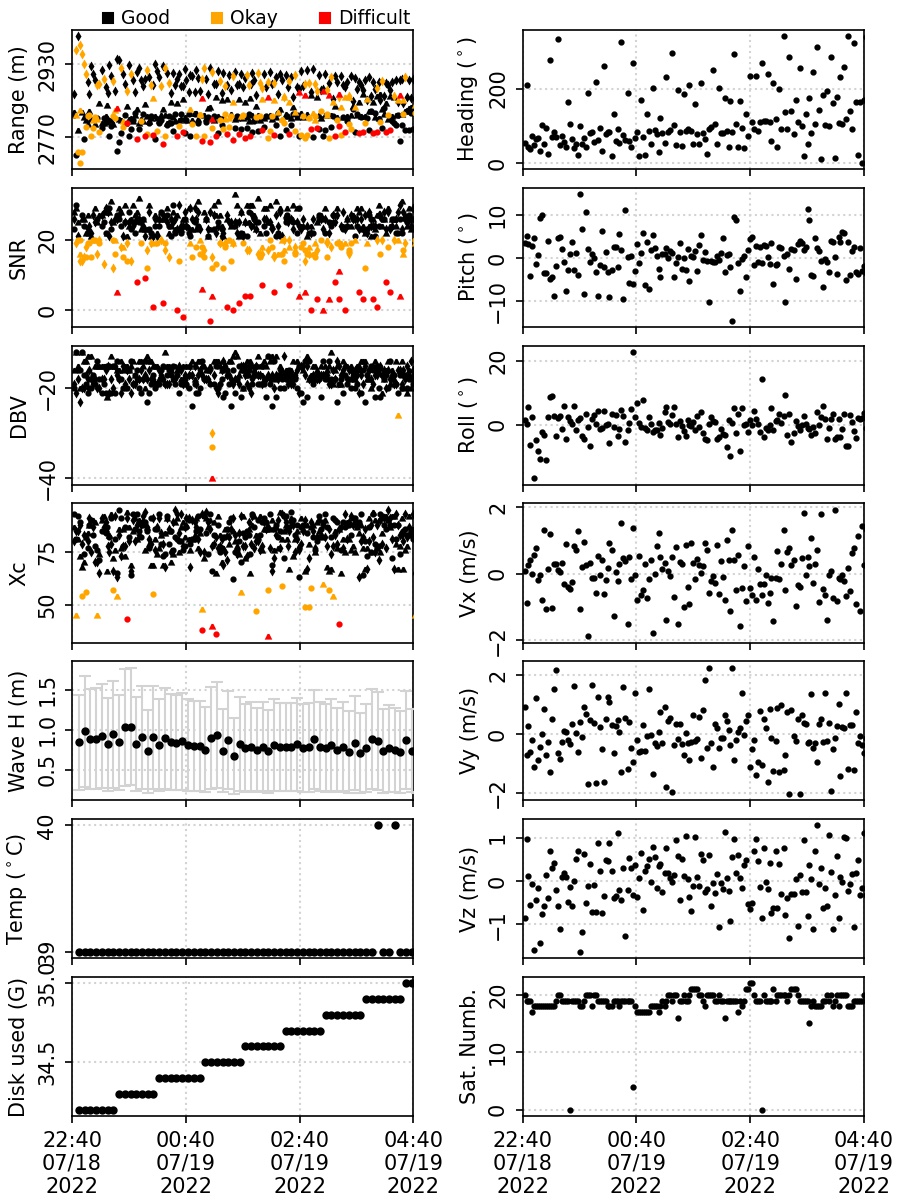 Good Okay Difficult
Range (m)
2930
2770
Heading (°)
200
0
SNR
20
0
Pitch (°)
10
0
−10
DBV
−20
−40
Roll (°)
20
0
Xc
75
50
Vx (m/s)
2
0
−2
Wave H (m)
1.5
1.0
0.5
Vy (m/s)
2
0
−2
Temp (°C)
40
39
Vz (m/s)
1
0
−1
Disk used (G)
35.0
34.5
Sat. Numb.
20
10
0
22:40 00:40 02:40 04:40 22:40 00:40 02:40 04:40
07/18 07/19 07/19 07/19 07/18 07/19 07/19 07/19
2022 2022 2022 2022 2022 2022 2022 2022